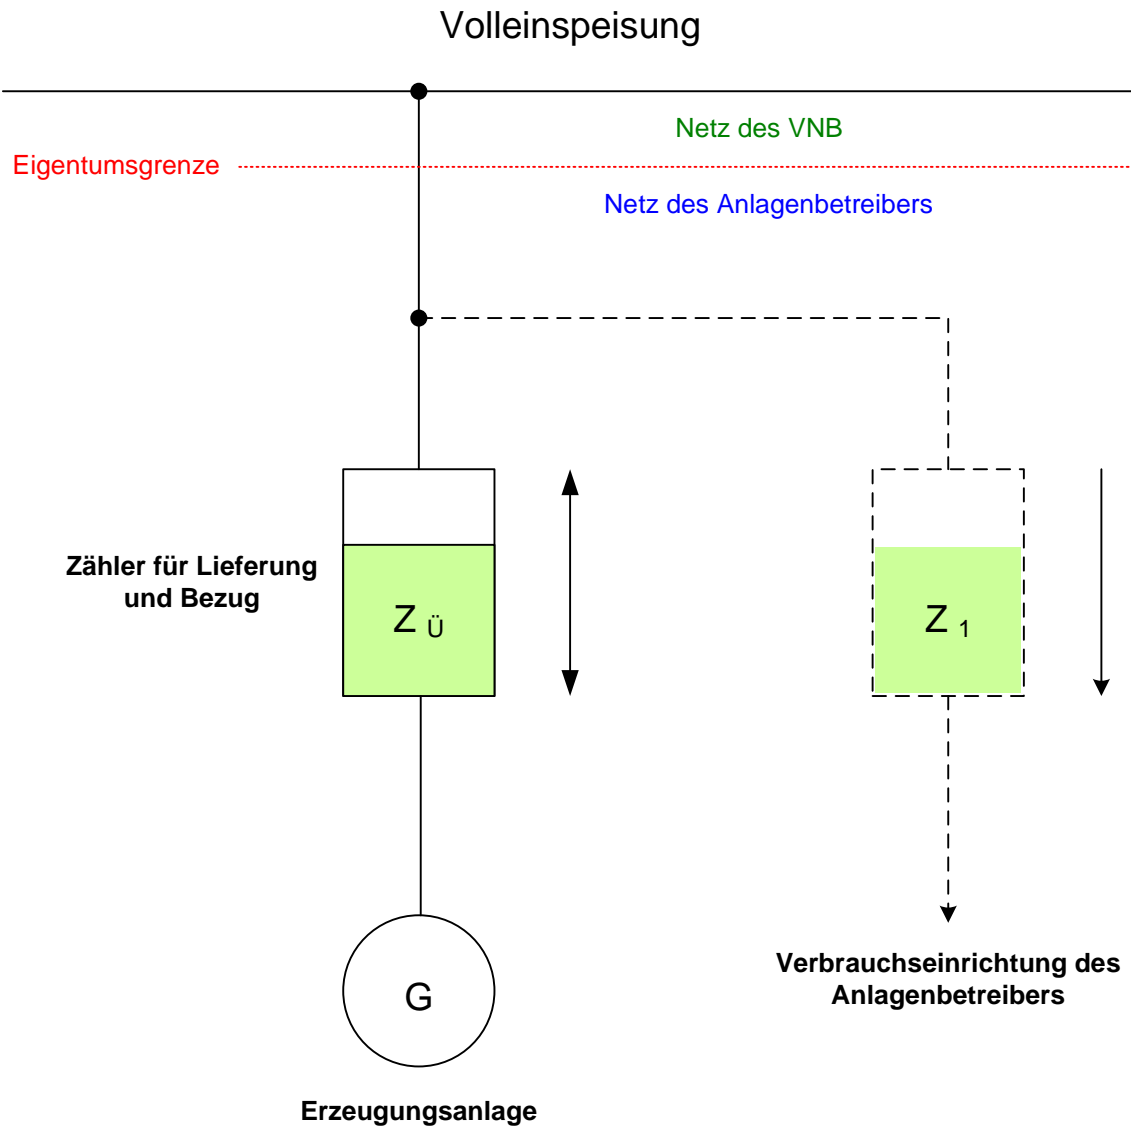 Volleinspeisung
Netz des VNB
Eigentumsgrenze
Netz des Anlagenbetreibers
Zähler für Lieferung
und Bezug
Z Ü
Z 1
Verbrauchseinrichtung des
Anlagenbetreibers
G
Erzeugungsanlage